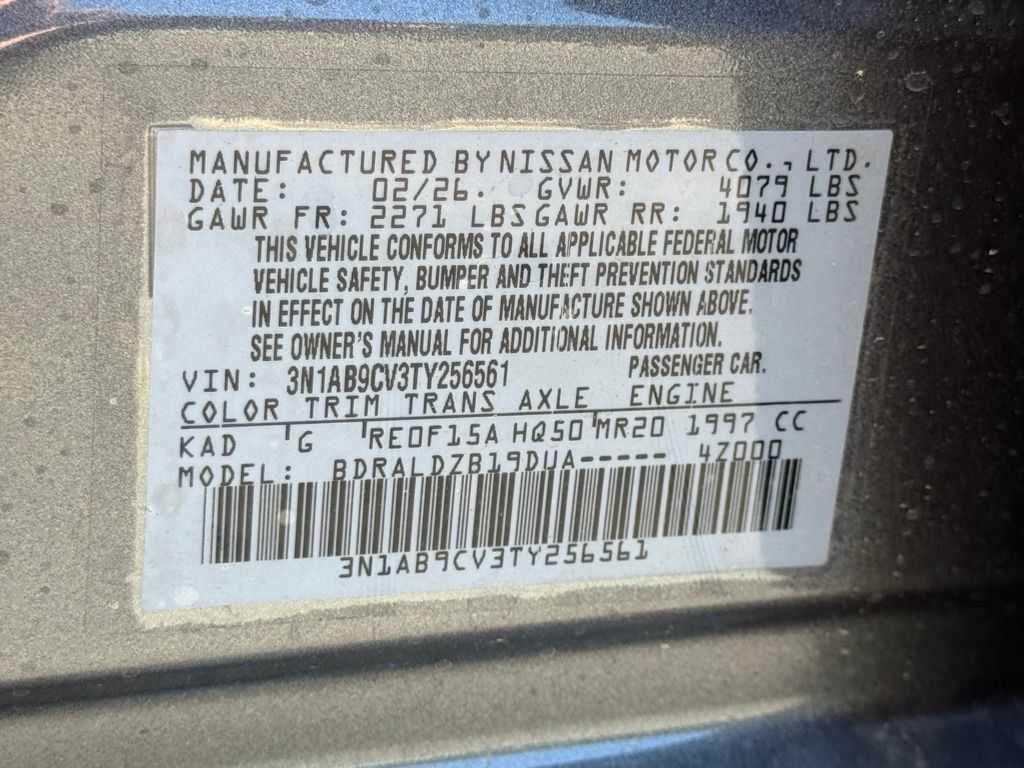 MANUFACTURED BY NISSAN MOTOR CO., LTD.
DATE: 02/26. GVWR: 4079 LBS
GAWR FR: 2271 LBS GAWR RR: 1940 LBS
THIS VEHICLE CONFORMS TO ALL APPLICABLE FEDERAL MOTOR
VEHICLE SAFETY, BUMPER AND THEFT PREVENTION STANDARDS
IN EFFECT ON THE DATE OF MANUFACTURE SHOWN ABOVE.
SEE OWNER'S MANUAL FOR ADDITIONAL INFORMATION.
VIN: 3N1AB9CV3TY256561 PASSENGER CAR.
COLOR TRIM TRANS AXLE ENGINE
KAD G RE0F15A HQ50 MR20 1997 CC
MODEL: BDRALDZB19DUA----- 4Z000
3N1AB9CV3TY256561